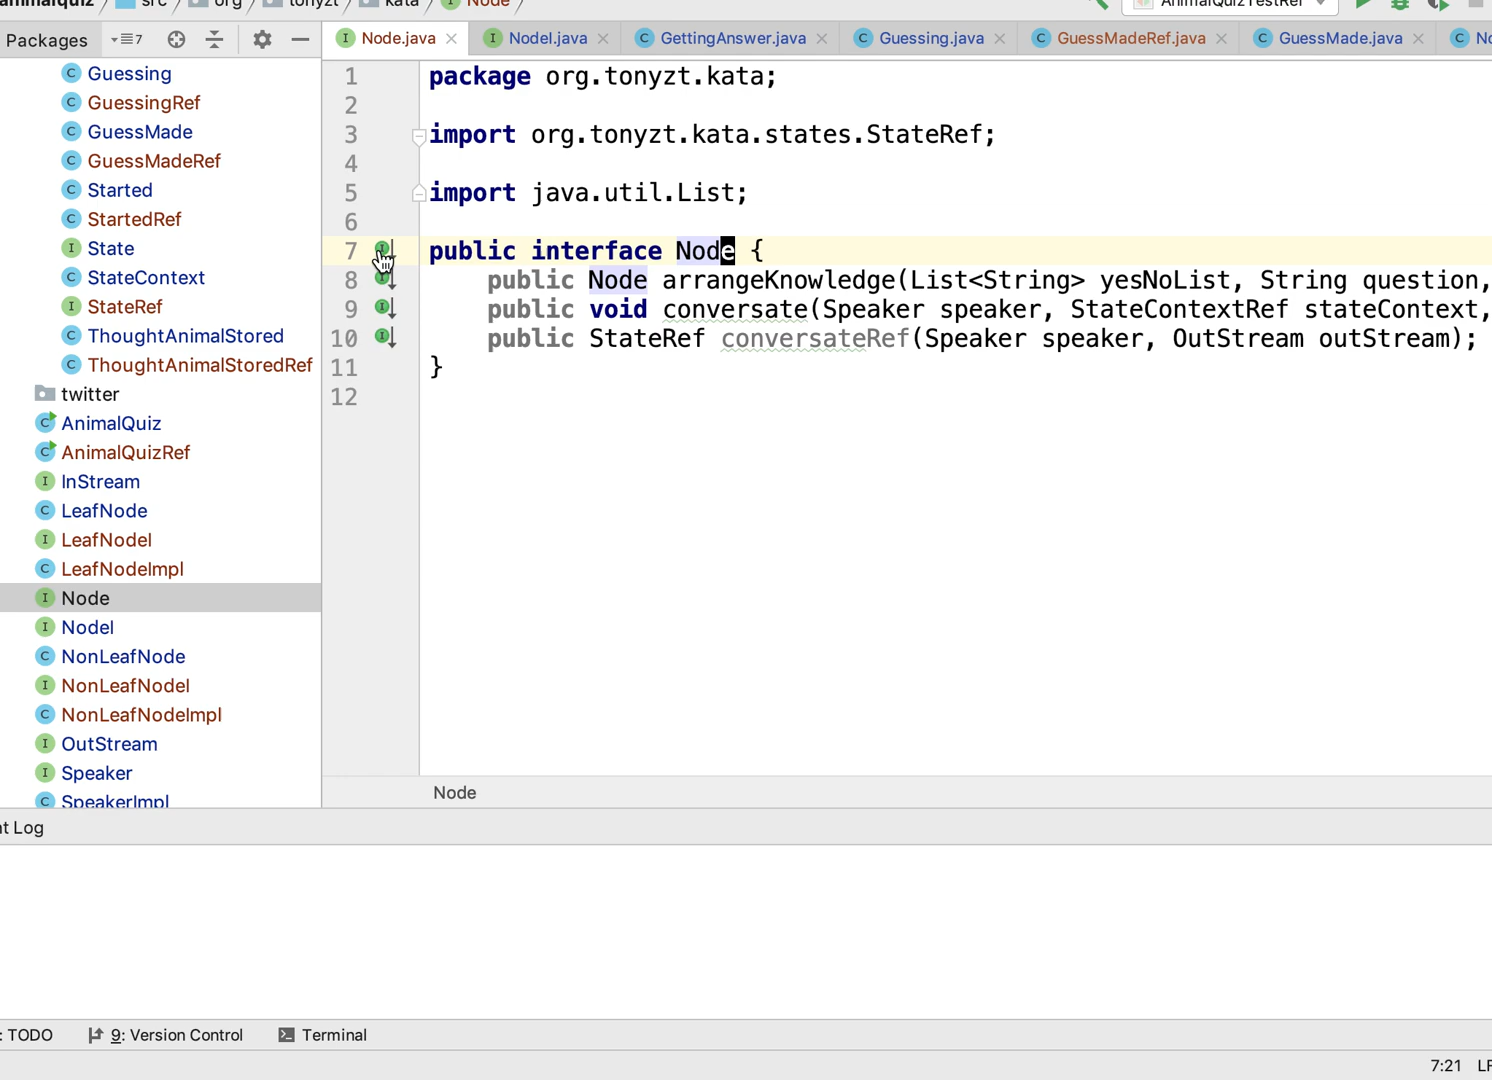 animalquiz src org tonyzt kata Node AnimalQuizTestRef
Packages 7
Node.java NodeI.java GettingAnswer.java Guessing.java GuessMadeRef.java GuessMade.java
Guessing
GuessingRef
GuessMade
GuessMadeRef
Started
StartedRef
State
StateContext
StateRef
ThoughtAnimalStored
ThoughtAnimalStoredRef
twitter
AnimalQuiz
AnimalQuizRef
InStream
LeafNode
LeafNodeI
LeafNodeImpl
Node
NodeI
NonLeafNode
NonLeafNodeI
NonLeafNodeImpl
OutStream
Speaker
SpeakerImpl
1 package org.tonyzt.kata;
2
3 import org.tonyzt.kata.states.StateRef;
4
5 import java.util.List;
6
7 public interface Node {
8 public Node arrangeKnowledge(List<String> yesNoList, String question,
9 public void conversate(Speaker speaker, StateContextRef stateContext,
10 public StateRef conversateRef(Speaker speaker, OutStream outStream);
11 }
12
Node
t Log
: TODO 9: Version Control Terminal
7:21 LF